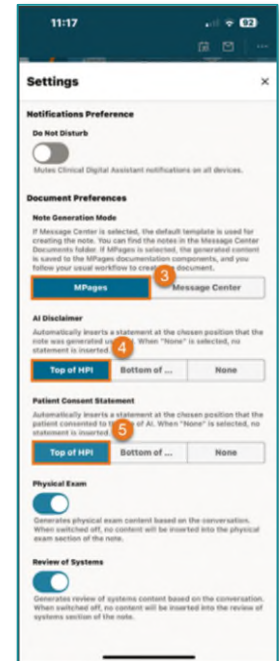 11:17
92
Settings
×
Notifications Preference
Do Not Disturb
Mutes Clinical Digital Assistant notifications on all devices.
Document Preferences
Note Generation Mode
If Message Center is selected, the default template is used for
creating the note. You can find the notes in the Message Center
Documents folder. If MPages is selected, the generated content
is saved to the MPages documentation components, and you
follow your usual workflow to document.
3
MPages Message Center
AI Disclaimer
Automatically inserts a statement at the chosen position that the
note was generated When "None" is selected, no
statement is inserted.
4
Top of HPI Bottom of ... None
Patient Consent Statement
Automatically inserts a statement at the chosen position that the
patient consented to of AI. When "None" is selected, no
statement is inserted.
5
Top of HPI Bottom of ... None
Physical Exam
Generates physical exam content based on the conversation.
When switched off, no content will be inserted into the physical
exam section of the note.
Review of Systems
Generates review of systems content based on the conversation.
When switched off, no content will be inserted into the review of
systems section of the note.